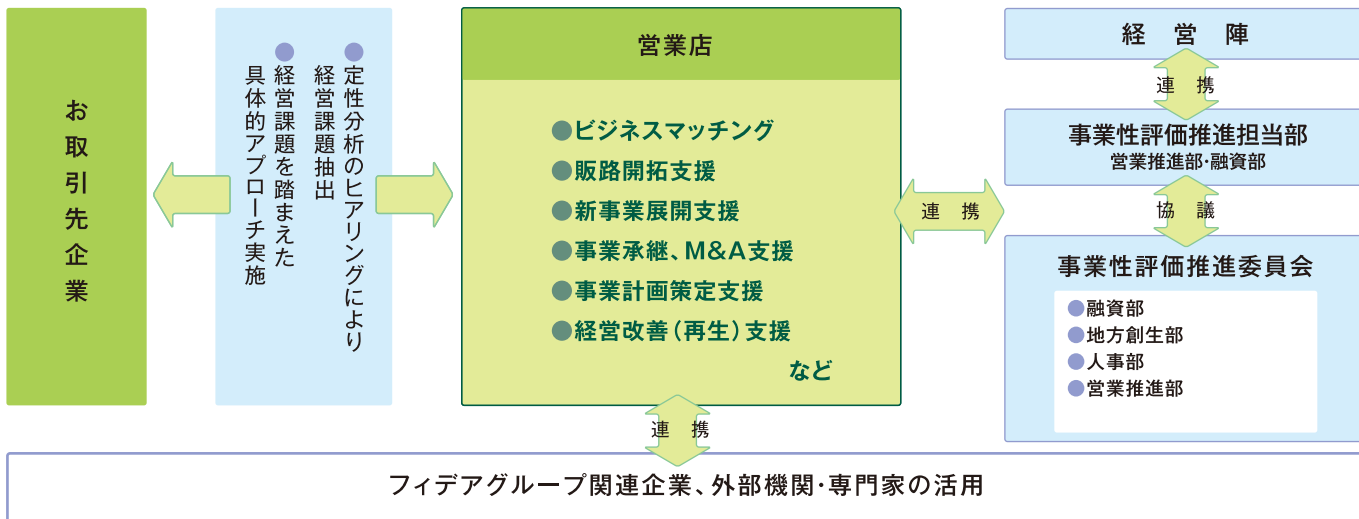 お取引先企業
●定性分析のヒアリングにより
経営課題抽出
●経営課題を踏まえた
具体的アプローチ実施
営業店
●ビジネスマッチング
●販路開拓支援
●新事業展開支援
●事業承継、M&A支援
●事業計画策定支援
●経営改善(再生)支援
など
連 携
経 営 陣
連 携
事業性評価推進担当部
営業推進部・融資部
協 議
事業性評価推進委員会
●融資部
●地方創生部
●人事部
●営業推進部
連 携
フィデアグループ関連企業、外部機関・専門家の活用